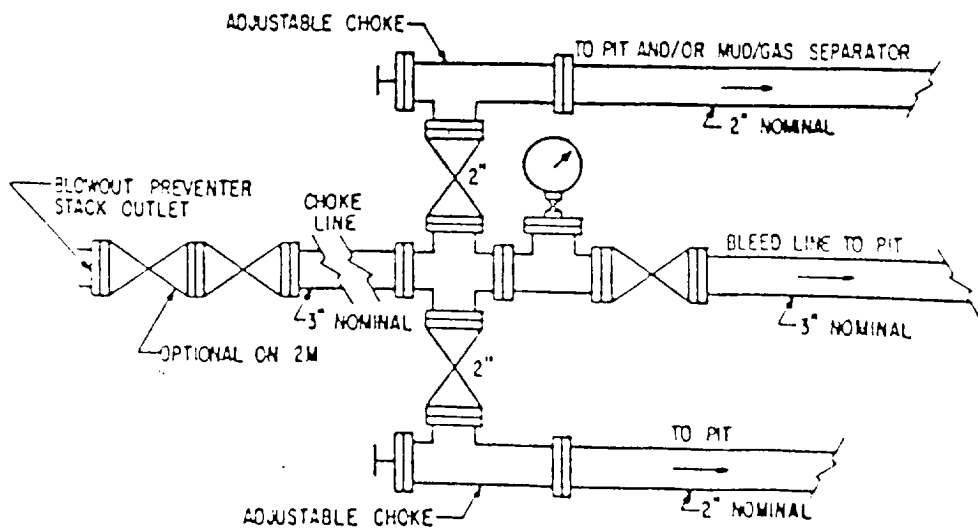 ADJUSTABLE CHOKE
TO PIT AND/OR MUD/GAS SEPARATOR
2" NOMINAL
2"
BLOWOUT PREVENTER
STACK OUTLET
CHOKE
LINE
BLEED LINE TO PIT
3" NOMINAL
3" NOMINAL
OPTIONAL ON 2M
2"
TO PIT
2" NOMINAL
ADJUSTABLE CHOKE